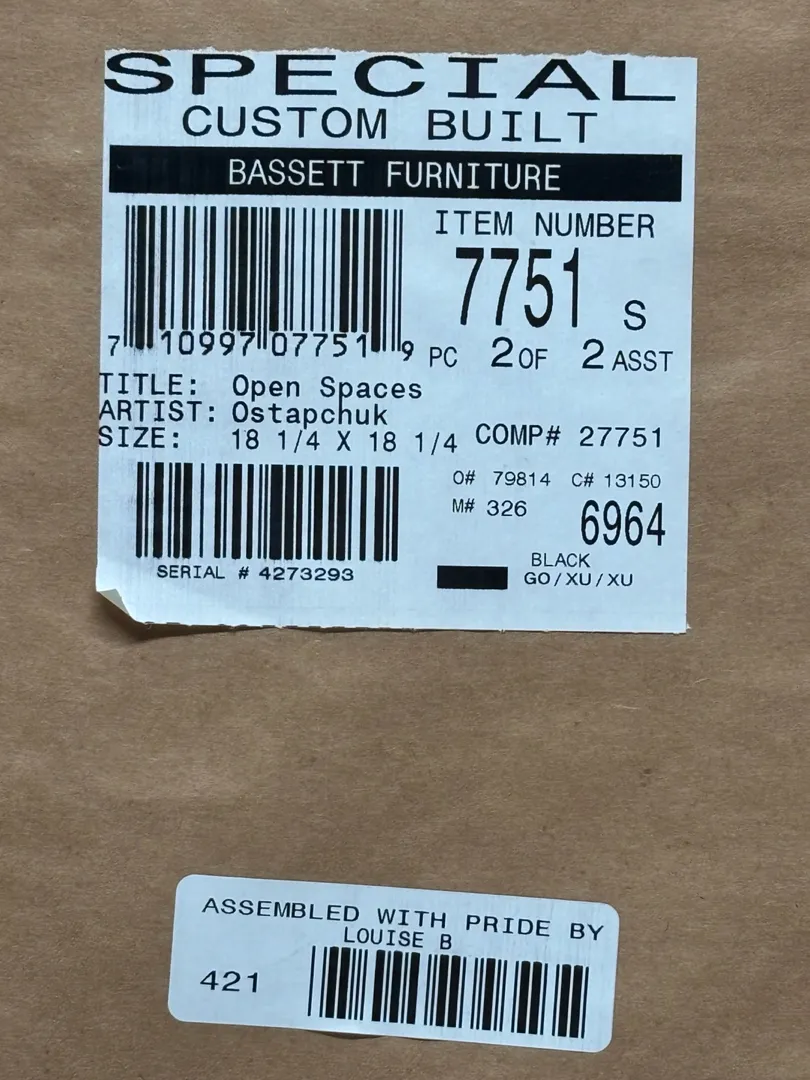 SPECIAL
CUSTOM BUILT
BASSETT FURNITURE
ITEM NUMBER
7751 S
7 10997 07751 9
PC 2 OF 2 ASST
TITLE: Open Spaces
ARTIST: Ostapchuk
SIZE: 18 1/4 X 18 1/4
COMP# 27751
O# 79814 C# 13150
M# 326
6964
SERIAL # 4273293
BLACK
GO/XU/XU
ASSEMBLED WITH PRIDE BY
LOUISE B
421